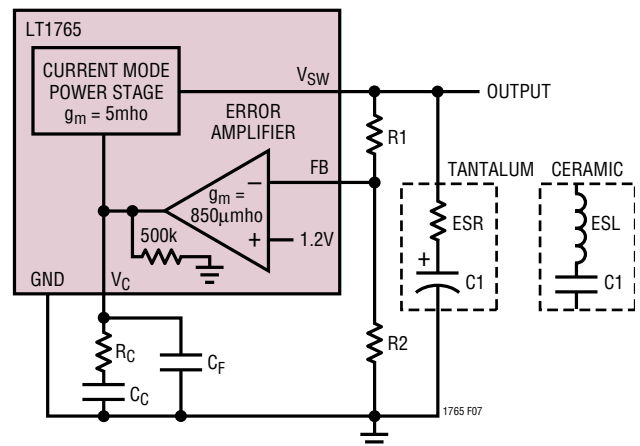 LT1765
CURRENT MODE
POWER STAGE
gm = 5mho
VSW
OUTPUT
ERROR
AMPLIFIER
R1
FB
TANTALUM
CERAMIC
gm =
850µmho
–
+
1.2V
500k
ESR
ESL
+
C1
C1
GND
VC
RC
CF
R2
CC
1765 F07